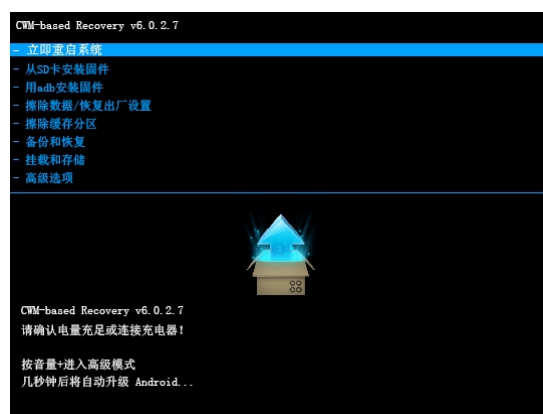 CWM-based Recovery v6.0.2.7
- 立即重启系统
- 从SD卡安装固件
- 用adb安装固件
- 擦除数据/恢复出厂设置
- 擦除缓存分区
- 备份和恢复
- 挂载和存储
- 高级选项
CWM-based Recovery v6.0.2.7
请确认电量充足或连接充电器!
按音量+进入高级模式
几秒钟后将自动升级 Android...